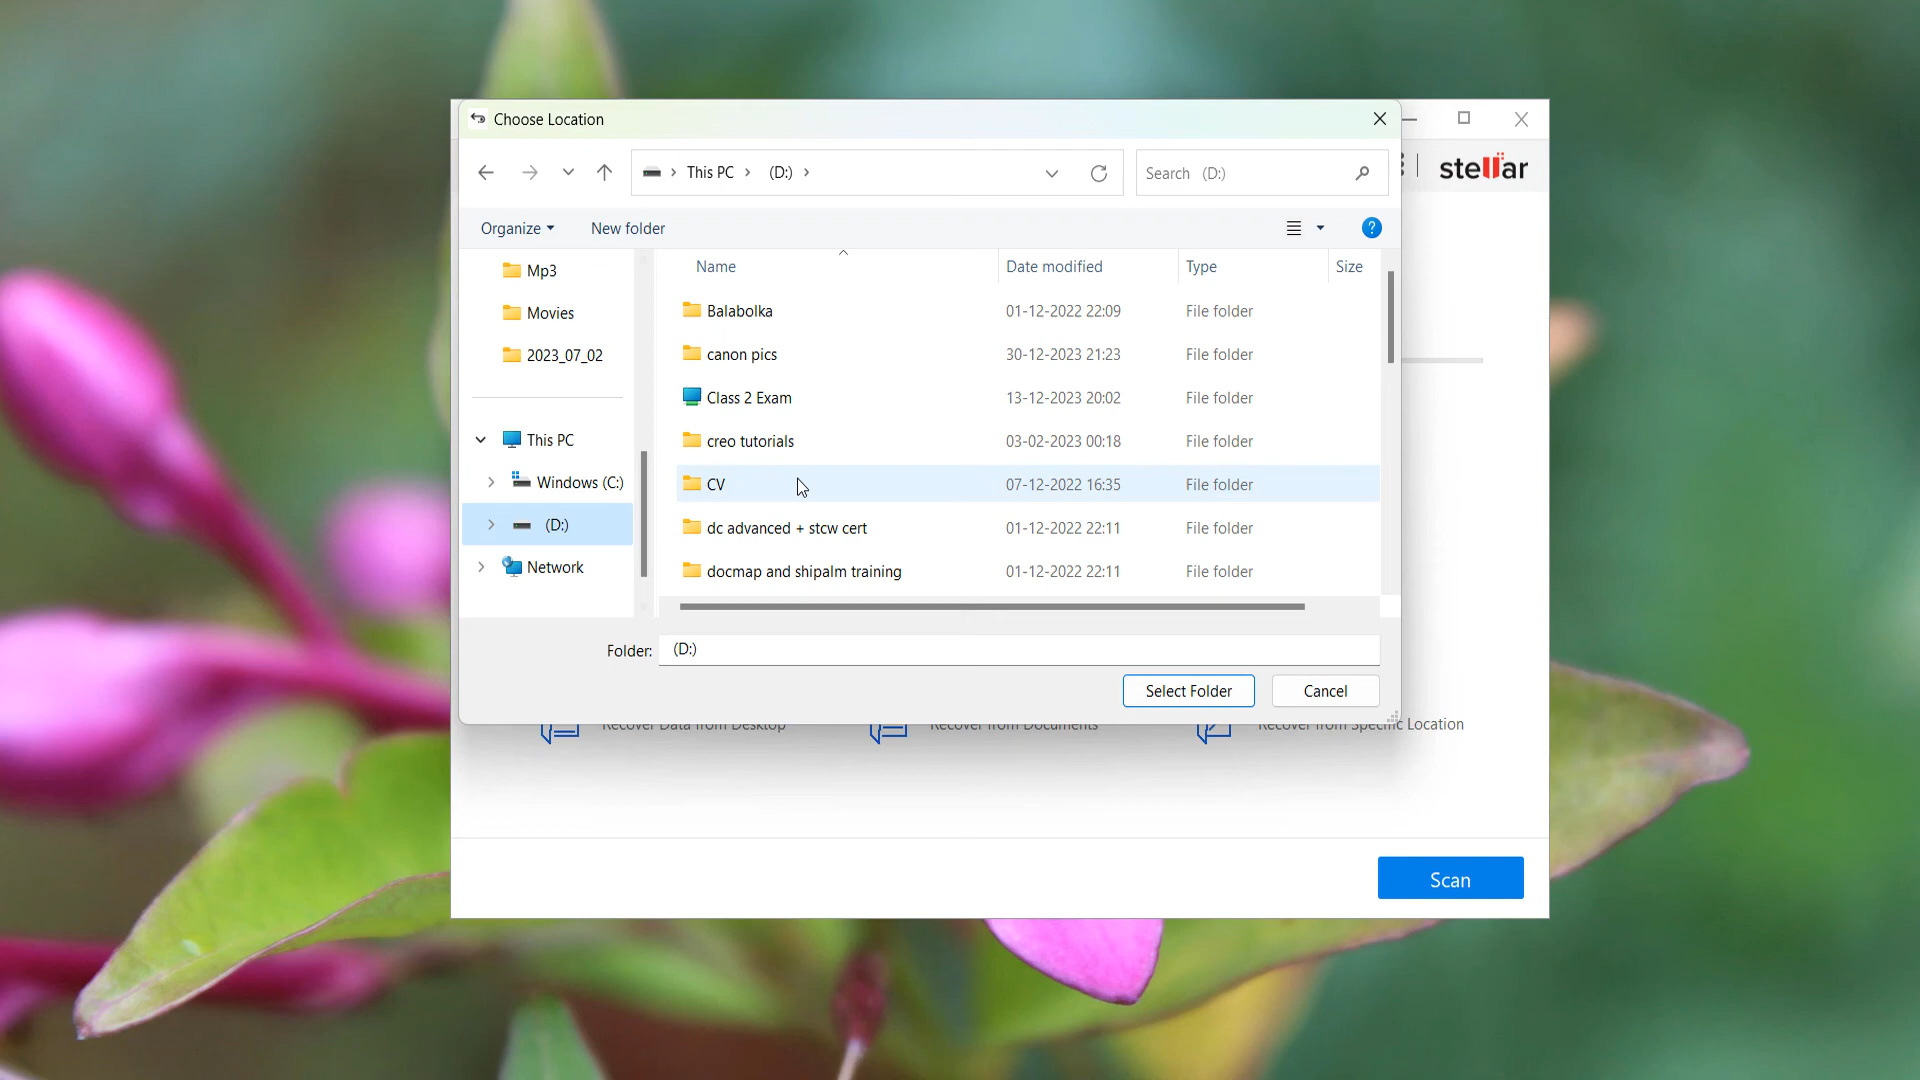 Choose Location
This PC (D:)
Search (D:)
stellar
Organize New folder
?
Name Date modified Type Size
Mp3
Movies
2023_07_02
This PC
Windows (C:)
(D:)
Network
Balabolka 01-12-2022 22:09 File folder
canon pics 30-12-2023 21:23 File folder
Class 2 Exam 13-12-2023 20:02 File folder
creo tutorials 03-02-2023 00:18 File folder
CV 07-12-2022 16:35 File folder
dc advanced + stcw cert 01-12-2022 22:11 File folder
docmap and shipalm training 01-12-2022 22:11 File folder
Folder: (D:)
Select Folder Cancel
Recover Data from Desktop Recover from Documents Recover from Specific Location
Scan